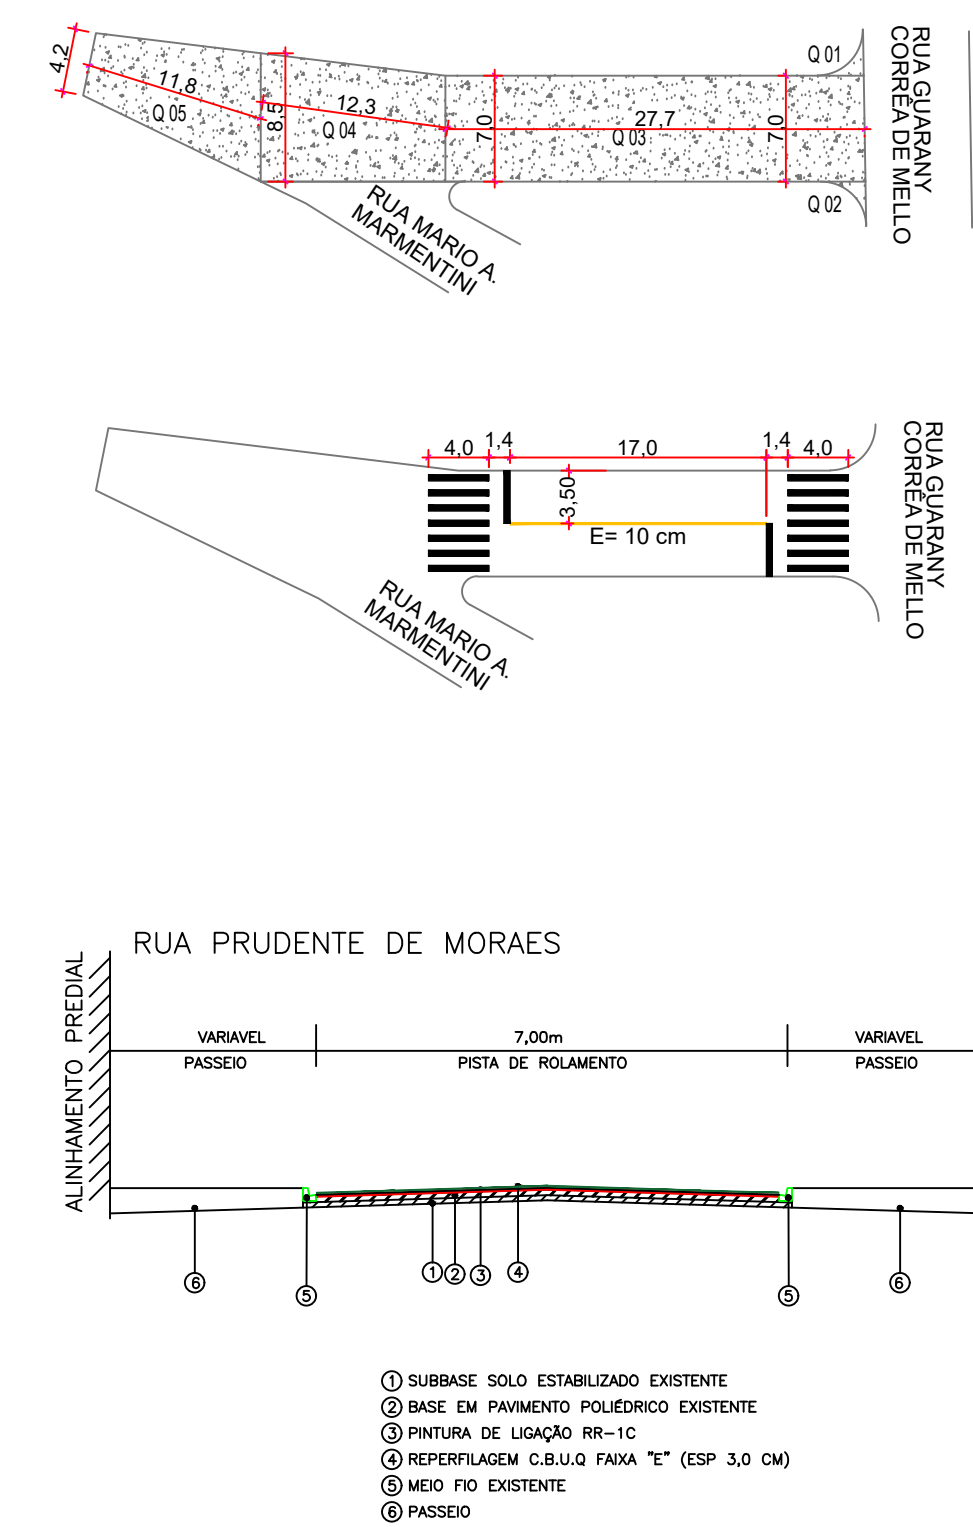 4,2
11,8
Q 05
8,5
12,3
Q 04
7,0
27,7
Q 03
7,0
Q 01
Q 02
RUA GUARANY
CORRÊA DE MELLO
RUA MARIO A.
MARMENTINI
4,0
1,4
17,0
1,4
4,0
3,50
E= 10 cm
RUA GUARANY
CORRÊA DE MELLO
RUA MARIO A.
MARMENTINI
RUA PRUDENTE DE MORAES
ALINHAMENTO PREDIAL
VARIAVEL
7,00m
VARIAVEL
PASSEIO
PISTA DE ROLAMENTO
PASSEIO
6
5
1
2
3
4
5
6
1 SUBBASE SOLO ESTABILIZADO EXISTENTE
2 BASE EM PAVIMENTO POLIÉDRICO EXISTENTE
3 PINTURA DE LIGAÇÃO RR-1C
4 REPERFILAGEM C.B.U.Q FAIXA "E" (ESP 3,0 CM)
5 MEIO FIO EXISTENTE
6 PASSEIO